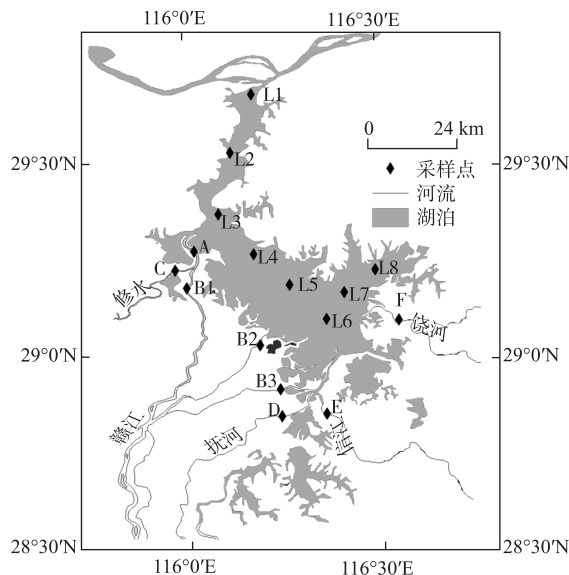 116°0′E
116°30′E
L1
0
24 km
L2
29°30′N
采样点
29°30′N
河流
L3
湖泊
A
L4
L8
C
L5
B1
L7
修水
F
L6
饶河
B2
29°0′N
29°0′N
B3
D
E
赣江
抚河
信江
28°30′N
28°30′N
116°0′E
116°30′E